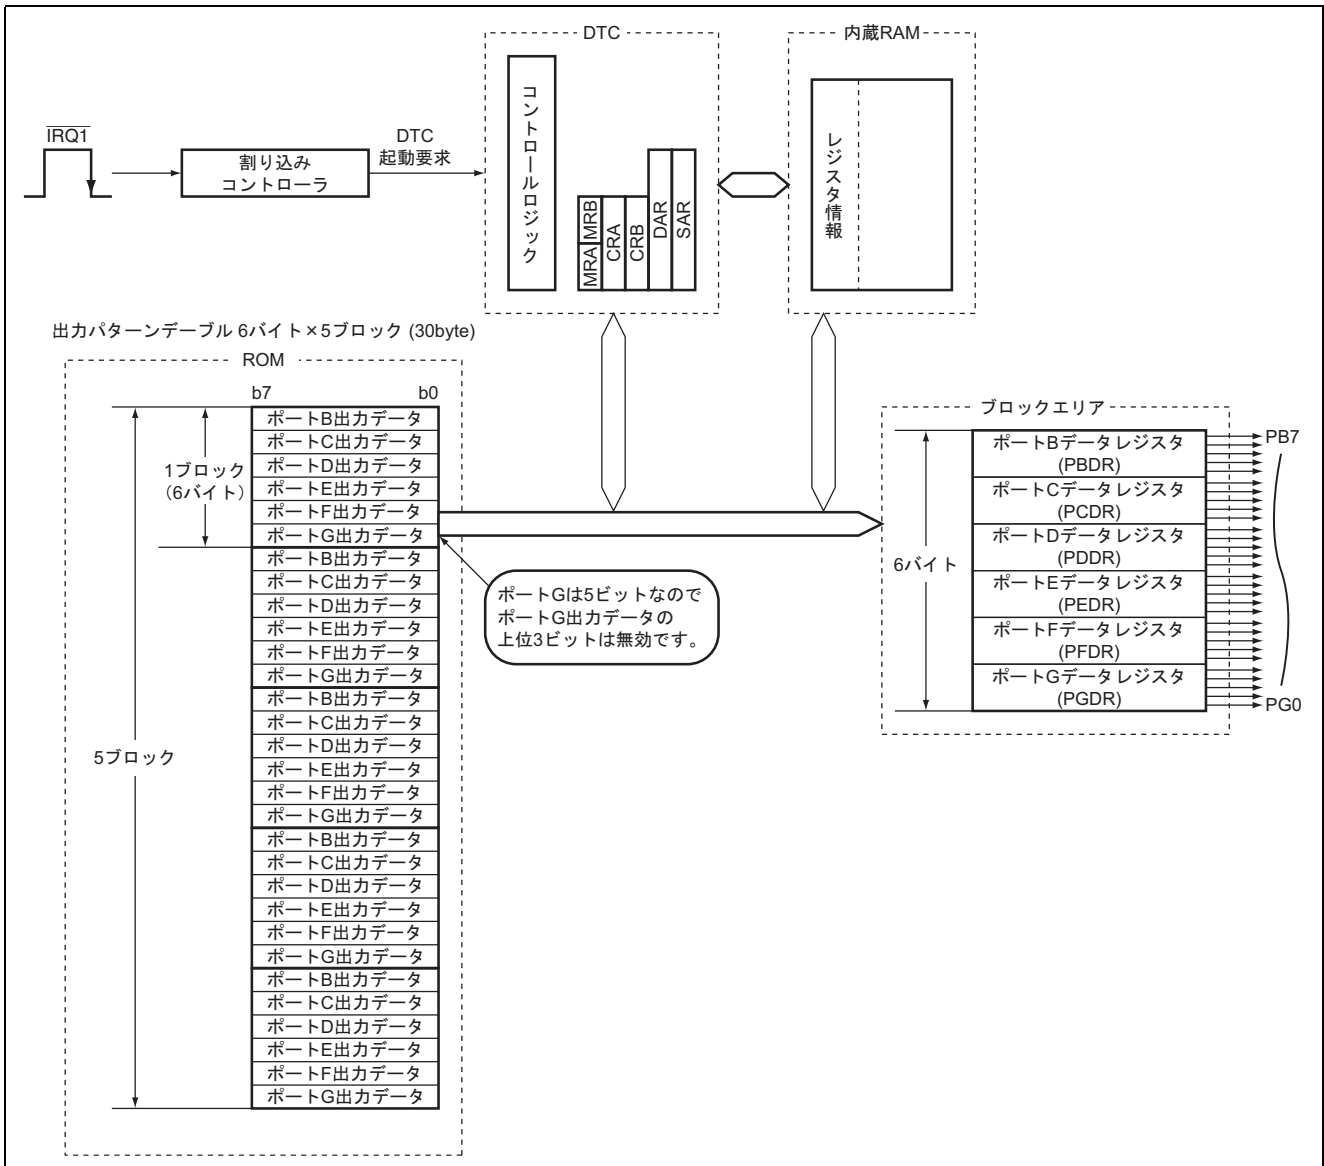 DTC
内蔵RAM
IRQ1
割り込み
コントローラ
DTC
起動要求
コントロールロジック
MRA
MRB
CRA
CRB
DAR
SAR
レジスタ情報
出力パターンデーブル 6バイト×5ブロック (30byte)
ROM
b7
b0
1ブロック
(6バイト)
5ブロック
ポートB出力データ
ポートC出力データ
ポートD出力データ
ポートE出力データ
ポートF出力データ
ポートG出力データ
ポートB出力データ
ポートC出力データ
ポートD出力データ
ポートE出力データ
ポートF出力データ
ポートG出力データ
ポートB出力データ
ポートC出力データ
ポートD出力データ
ポートE出力データ
ポートF出力データ
ポートG出力データ
ポートB出力データ
ポートC出力データ
ポートD出力データ
ポートE出力データ
ポートF出力データ
ポートG出力データ
ポートB出力データ
ポートC出力データ
ポートD出力データ
ポートE出力データ
ポートF出力データ
ポートG出力データ
ポートGは5ビットなので
ポートG出力データの
上位3ビットは無効です。
ブロックエリア
6バイト
ポートBデータレジスタ
(PBDR)
ポートCデータレジスタ
(PCDR)
ポートDデータレジスタ
(PDDR)
ポートEデータレジスタ
(PEDR)
ポートFデータレジスタ
(PFDR)
ポートGデータレジスタ
(PGDR)
PB7
PG0